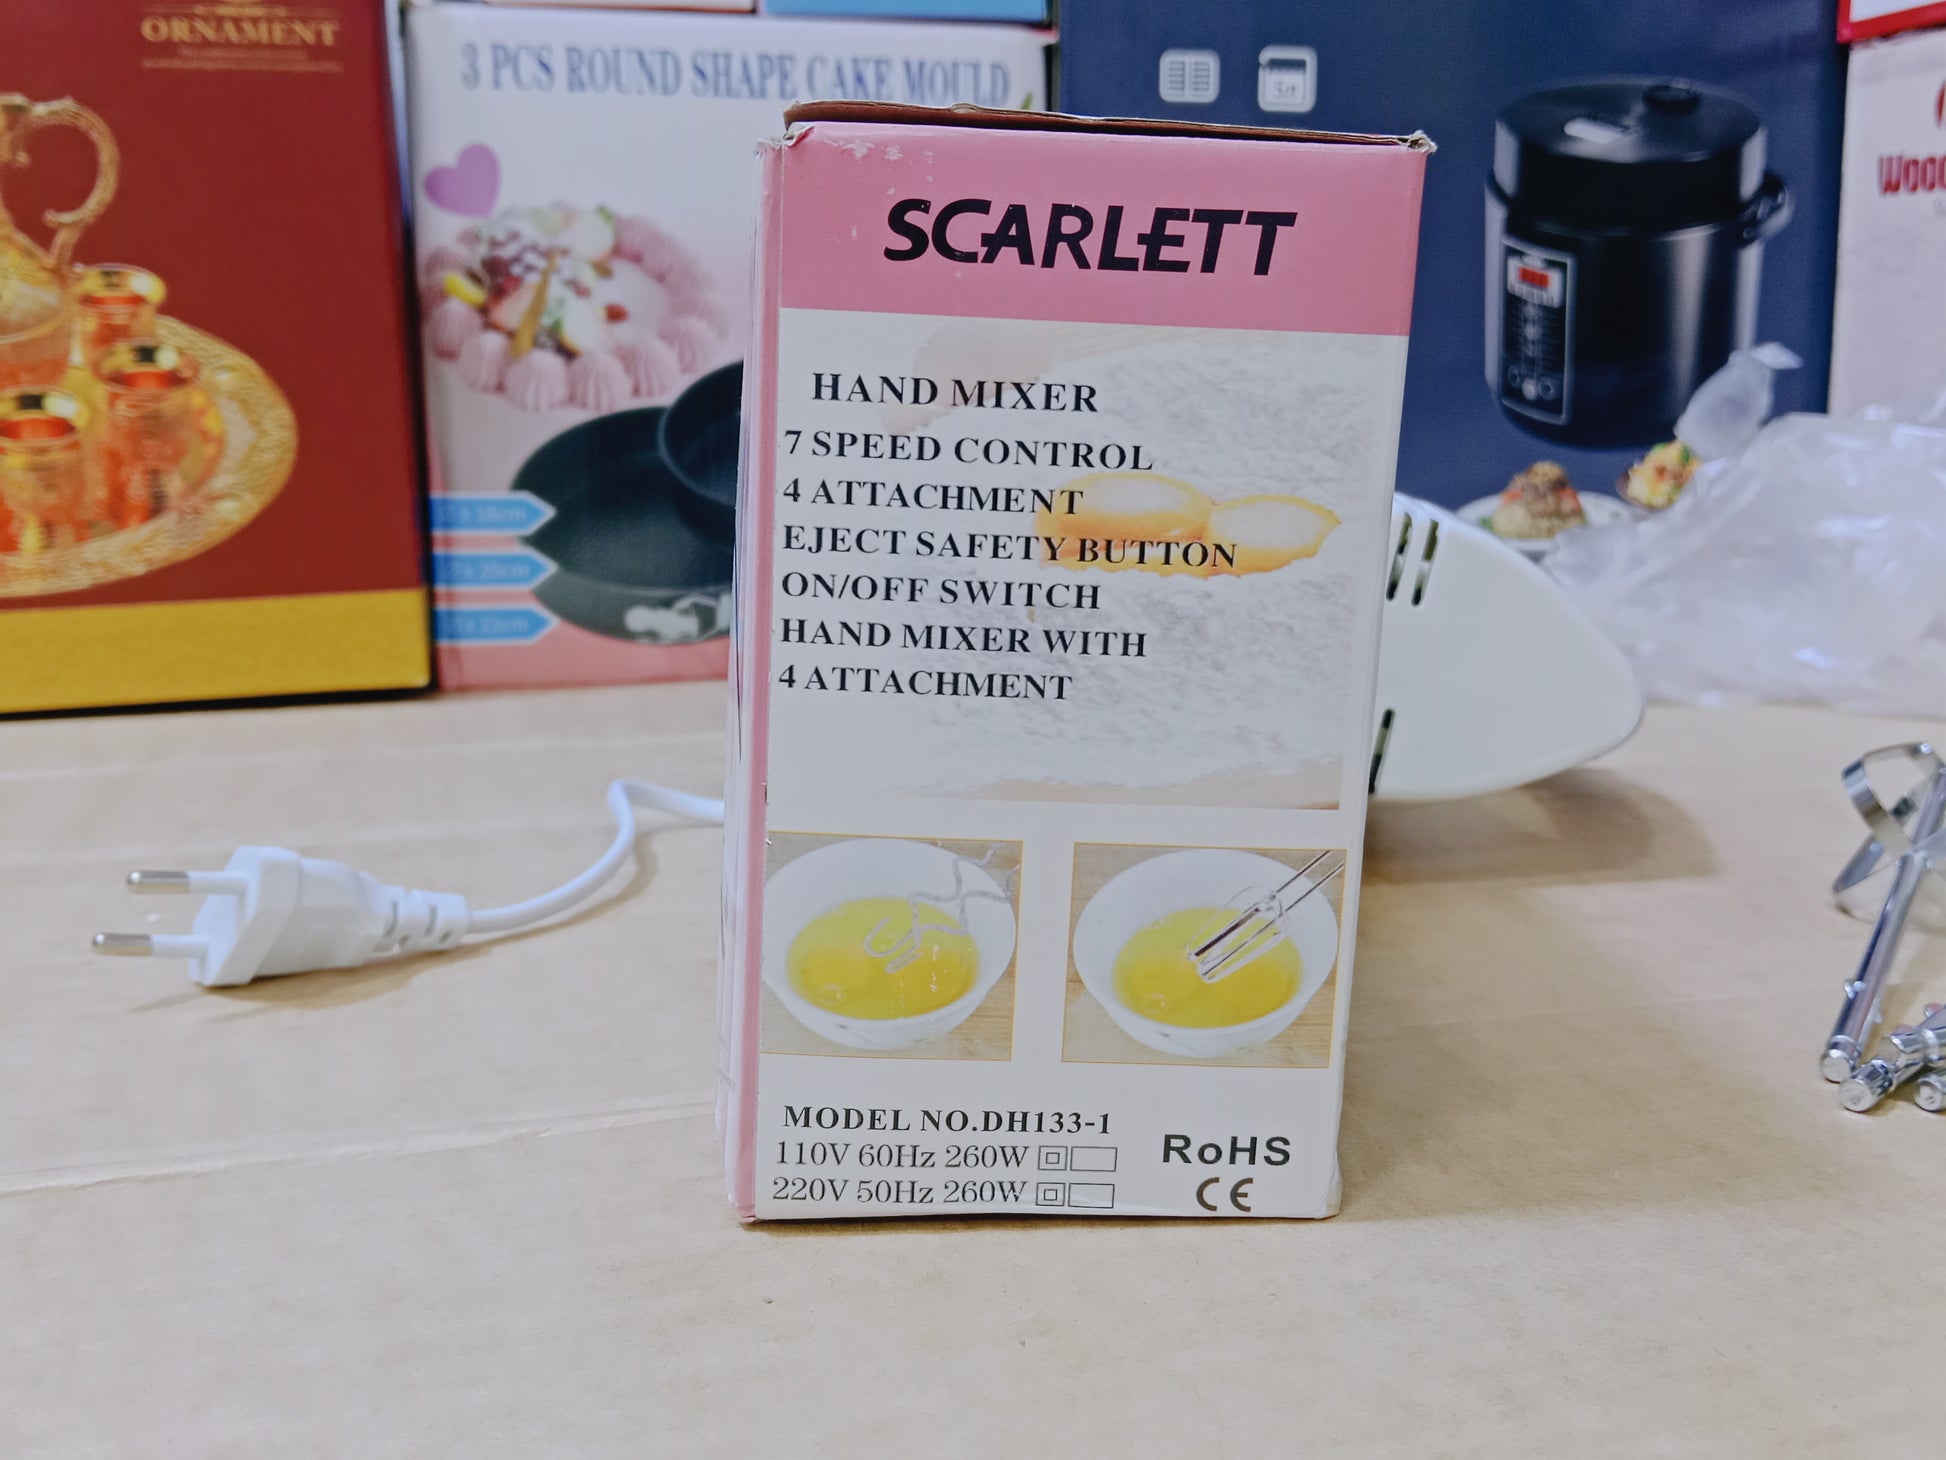 ORNAMENT
3 PCS ROUND SHAPE CAKE MOULD
SCARLETT
HAND MIXER
7 SPEED CONTROL
4 ATTACHMENT
EJECT SAFETY BUTTON
ON/OFF SWITCH
HAND MIXER WITH
4 ATTACHMENT
MODEL NO.DH133-1
110V 60Hz 260W
220V 50Hz 260W
RoHS
CE